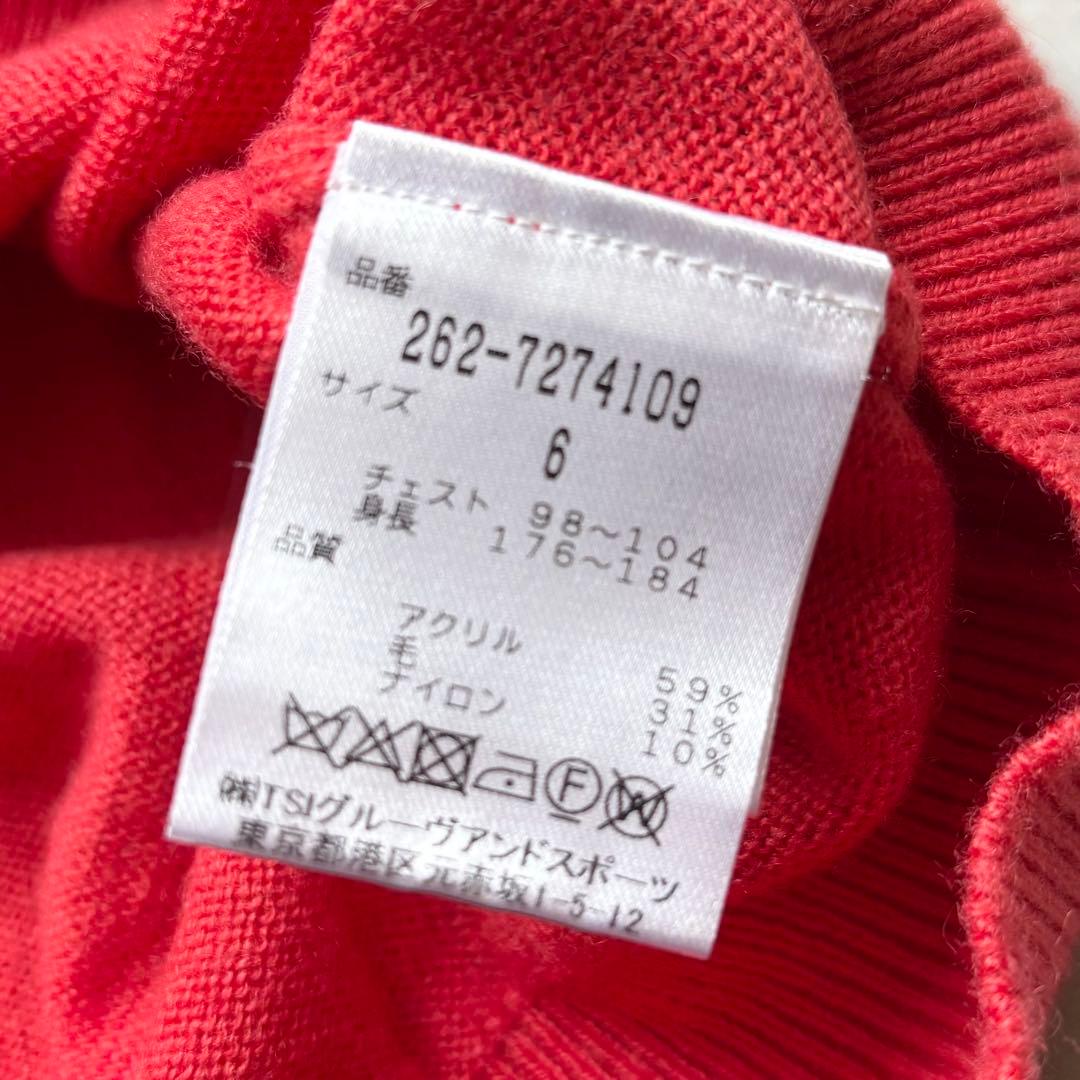 品番
262-7274109
サイズ
6
チェスト 98～104
身長 176～184
品質
アクリル 59%
毛 31%
ナイロン 10%
F W
㈱TSIグルーヴアンドスポーツ
東京都港区元赤坂1-5-12